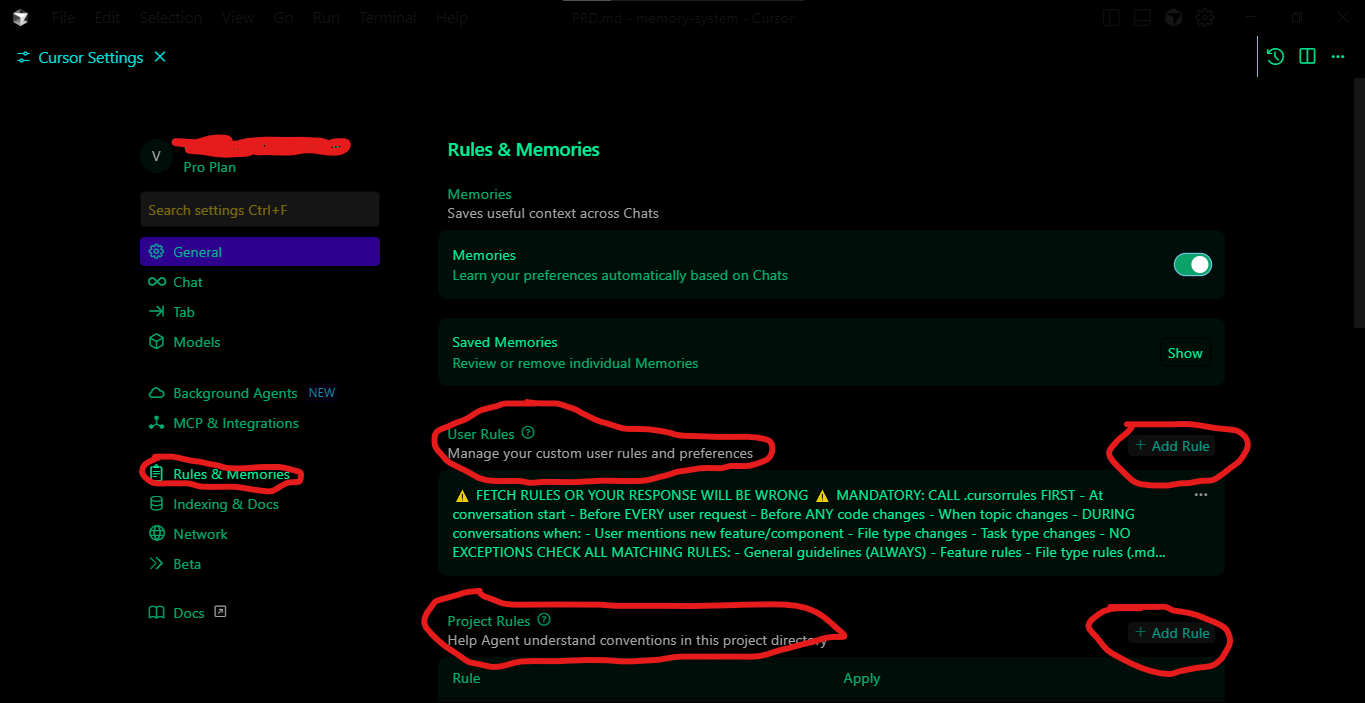 File Edit Selection View Go Run Terminal Help PRD.md - memory-system - Cursor
Cursor Settings
V
Pro Plan
Search settings Ctrl+F
General
Chat
Tab
Models
Background Agents NEW
MCP & Integrations
Rules & Memories
Indexing & Docs
Network
Beta
Docs
Rules & Memories
Memories
Saves useful context across Chats
Memories
Learn your preferences automatically based on Chats
Saved Memories
Review or remove individual Memories
Show
User Rules
Manage your custom user rules and preferences
+ Add Rule
⚠ FETCH RULES OR YOUR RESPONSE WILL BE WRONG ⚠ MANDATORY: CALL .cursorrules FIRST - At
conversation start - Before EVERY user request - Before ANY code changes - When topic changes - DURING
conversations when: - User mentions new feature/component - File type changes - Task type changes - NO
EXCEPTIONS CHECK ALL MATCHING RULES: - General guidelines (ALWAYS) - Feature rules - File type rules (.md...
Project Rules
Help Agent understand conventions in this project directory
+ Add Rule
Rule Apply